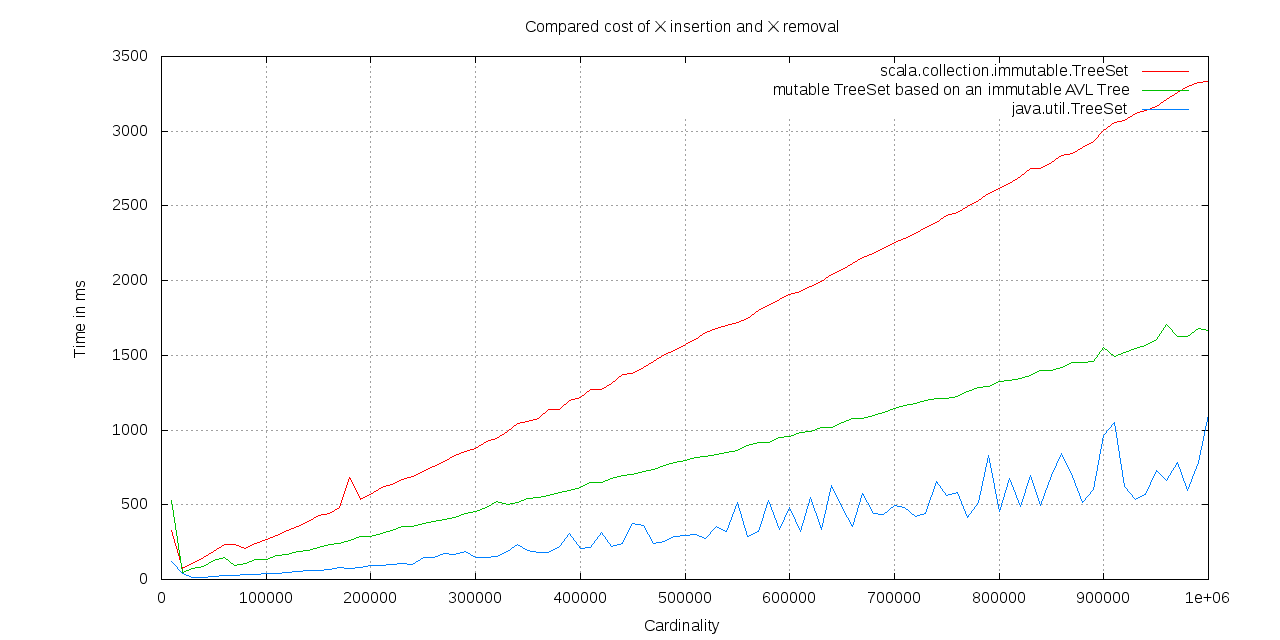 Compared cost of X insertion and X removal
3500
3000
2500
2000
1500
1000
500
0
Time in ms
scala.collection.immutable.TreeSet
mutable TreeSet based on an immutable AVL Tree
java.util.TreeSet
0 100000 200000 300000 400000 500000 600000 700000 800000 900000 1e+06
Cardinality